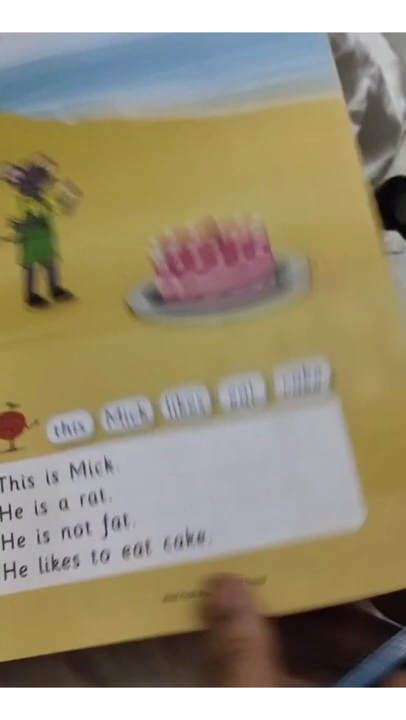 this Mick likes eat cake
This is Mick.
He is a rat.
He is not fat.
He likes to eat cake.